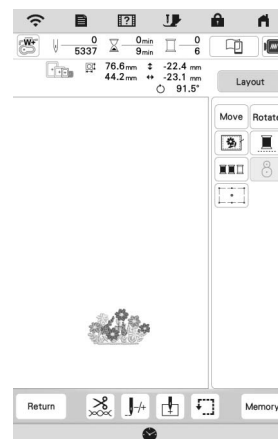 W+ 0 0min 0
5337 9min 6
76.6mm -22.4 mm
44.2mm -23.1 mm
91.5°
Layout
Move Rotate
Return -/+ Memory